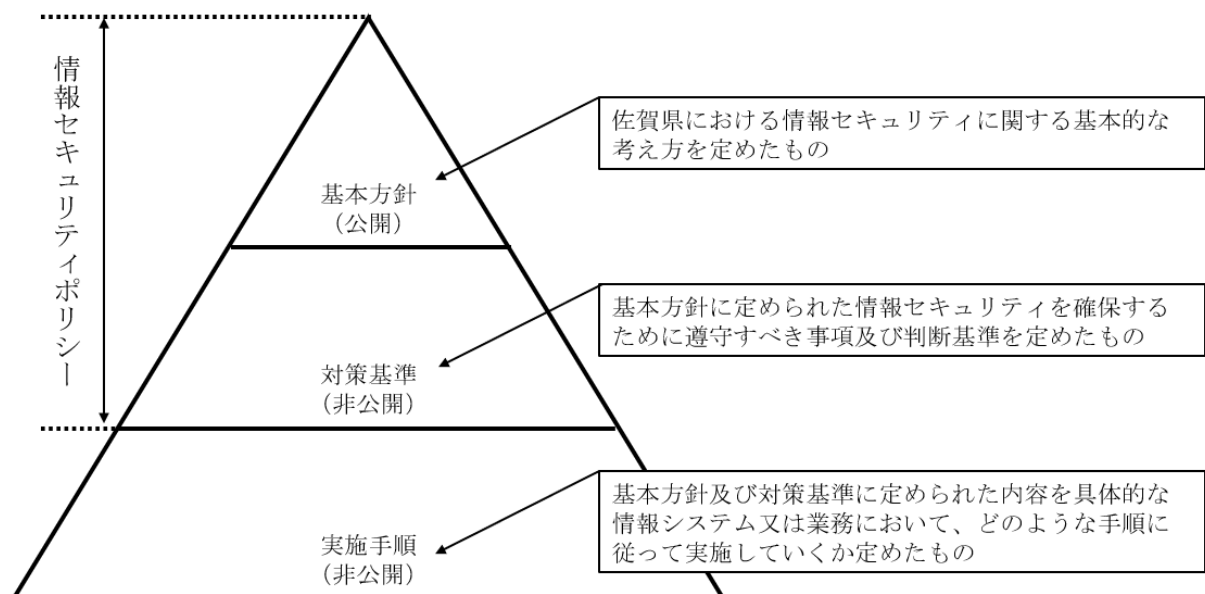 情報セキュリティポリシー
佐賀県における情報セキュリティに関する基本的な
考え方を定めたもの
基本方針
（公開）
基本方針に定められた情報セキュリティを確保する
ために遵守すべき事項及び判断基準を定めたもの
対策基準
（非公開）
基本方針及び対策基準に定められた内容を具体的な
情報システム又は業務において、どのような手順に
従って実施していくか定めたもの
実施手順
（非公開）